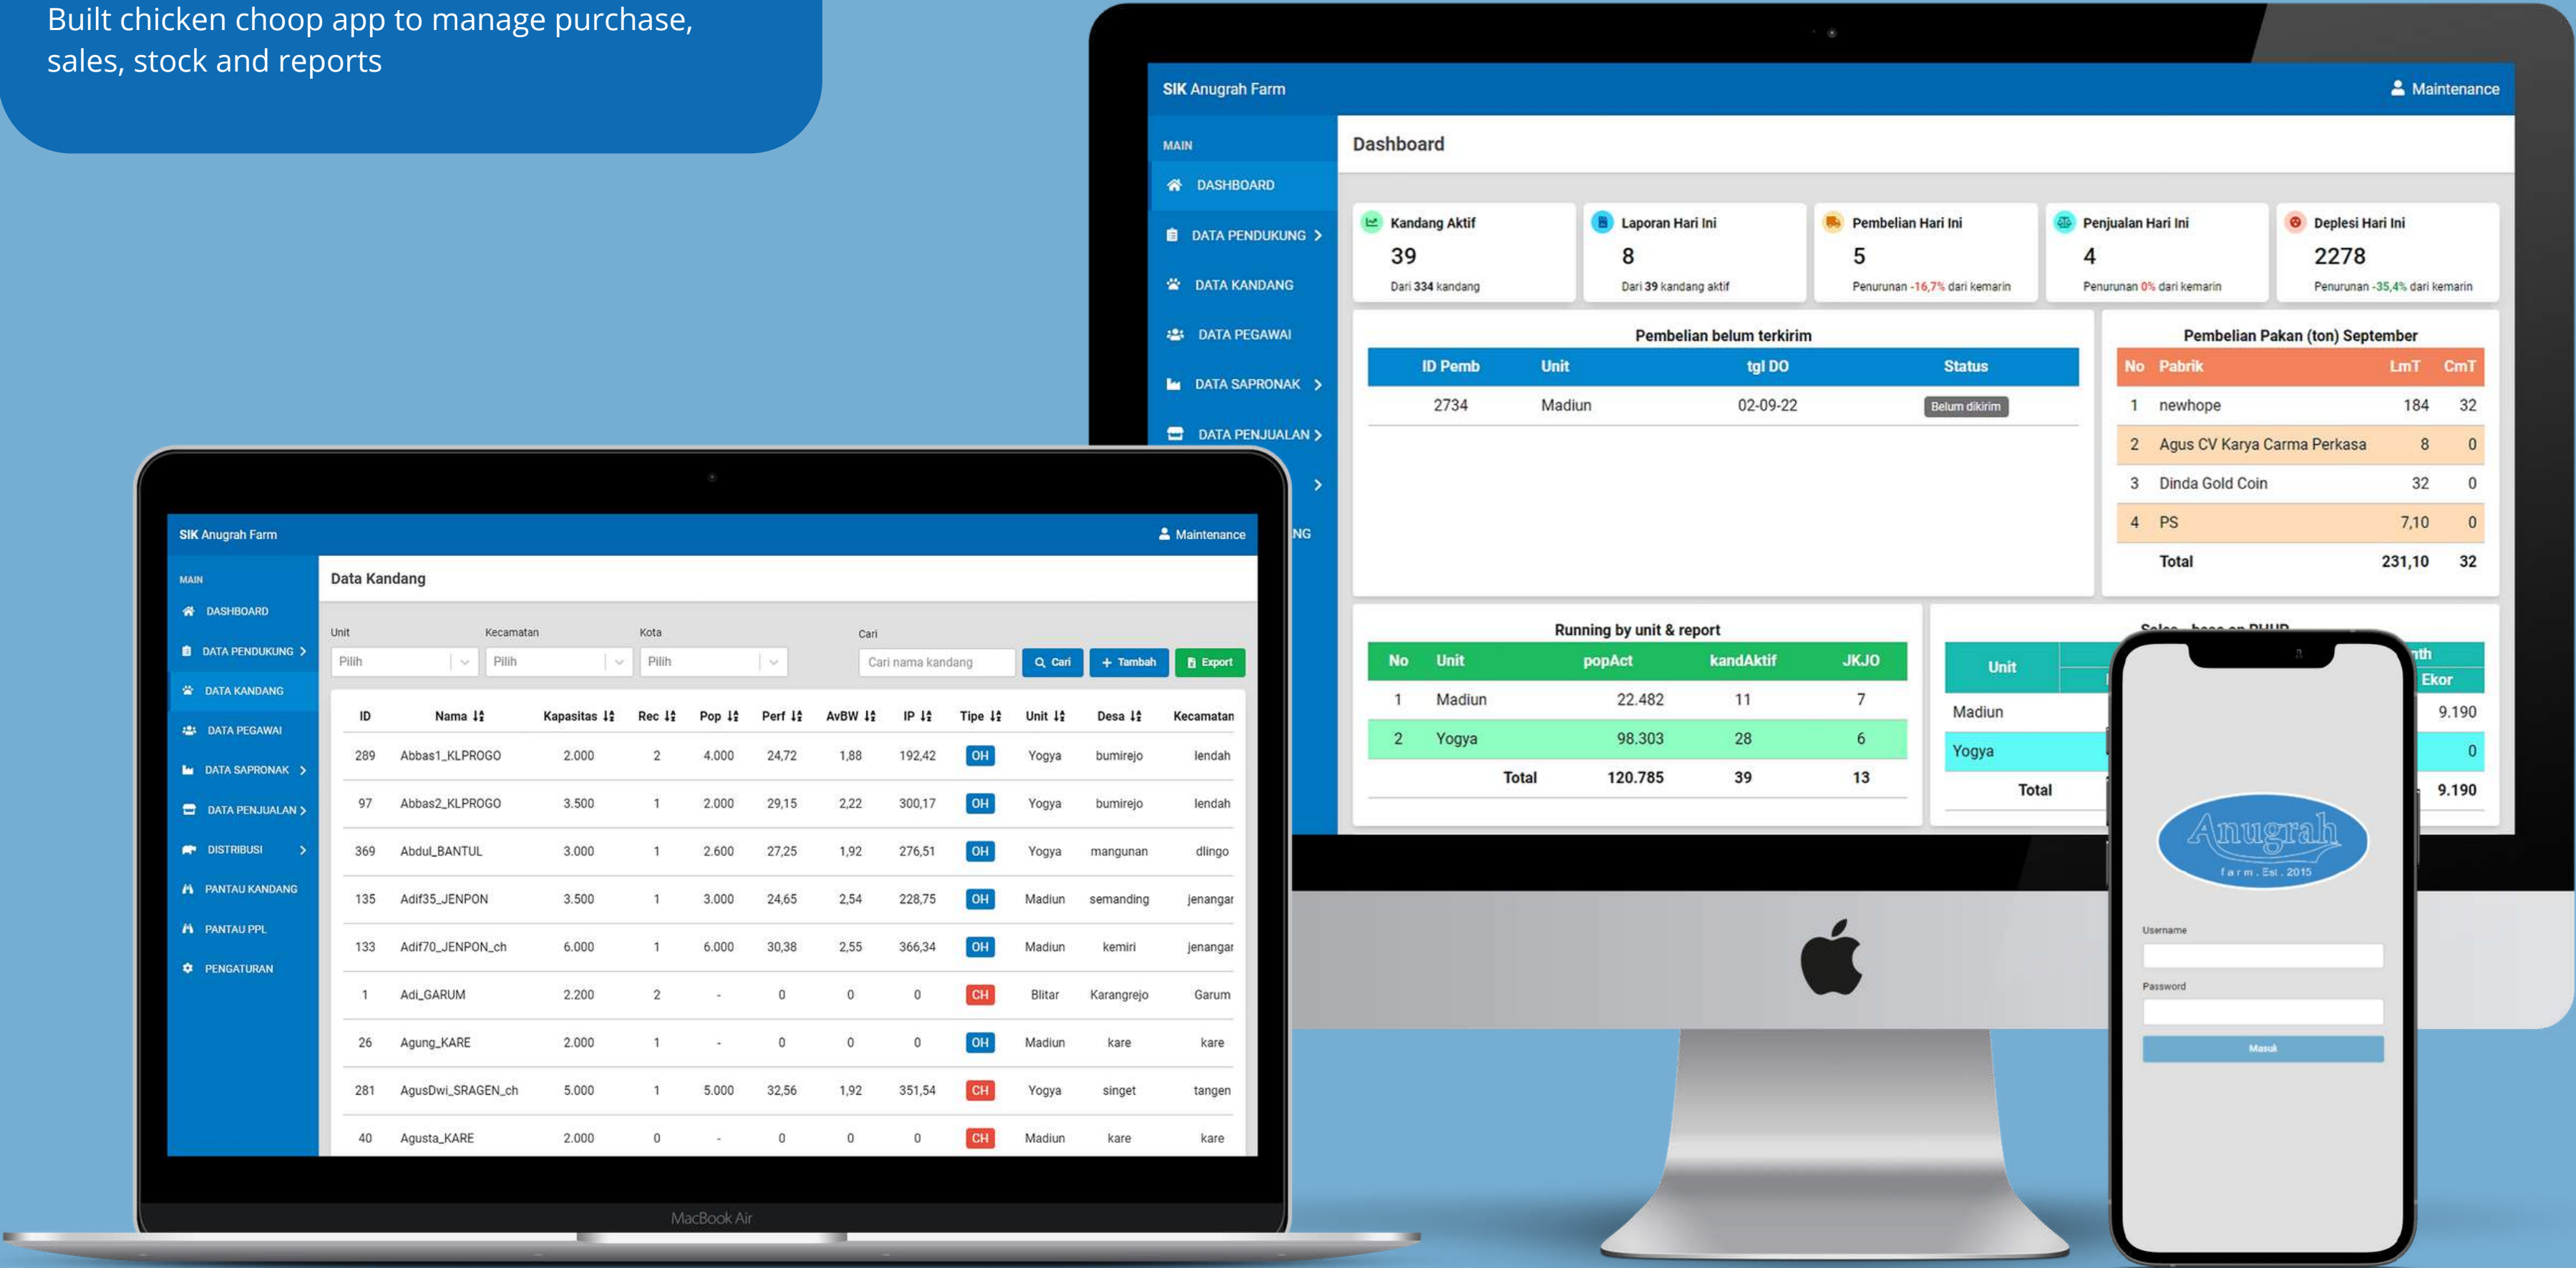 Built chicken choop app to manage purchase,
sales, stock and reports
SIK Anugrah Farm
Maintenance
MAIN
DASHBOARD
DATA PENDUKUNG
DATA KANDANG
DATA PEGAWAI
DATA SAPRONAK
DATA PENJUALAN
NG
Dashboard
Kandang Aktif
39
Dari 334 kandang
Laporan Hari Ini
8
Dari 39 kandang aktif
Pembelian Hari Ini
5
Penurunan -16,7% dari kemarin
Penjualan Hari Ini
4
Penurunan 0% dari kemarin
Deplesi Hari Ini
2278
Penurunan -35,4% dari kemarin
Pembelian belum terkirim
ID Pemb Unit tgl DO Status
2734 Madiun 02-09-22 Belum dikirim
Pembelian Pakan (ton) September
No Pabrik LmT CmT
1 newhope 184 32
2 Agus CV Karya Carma Perkasa 8 0
3 Dinda Gold Coin 32 0
4 PS 7,10 0
Total 231,10 32
Running by unit & report
No Unit popAct kandAktif JKJO
1 Madiun 22.482 11 7
2 Yogya 98.303 28 6
Total 120.785 39 13
Unit nth
Ekor
Madiun 9.190
Yogya 0
Total 9.190
SIK Anugrah Farm
Maintenance
MAIN
DASHBOARD
DATA PENDUKUNG
DATA KANDANG
DATA PEGAWAI
DATA SAPRONAK
DATA PENJUALAN
DISTRIBUSI
PANTAU KANDANG
PANTAU PPL
PENGATURAN
Data Kandang
Unit Kecamatan Kota Cari
Pilih Pilih Pilih Cari nama kandang Cari + Tambah Export
ID Nama Kapasitas Rec Pop Perf AvBW IP Tipe Unit Desa Kecamatan
289 Abbas1_KLPROGO 2.000 2 4.000 24,72 1,88 192,42 OH Yogya bumirejo lendah
97 Abbas2_KLPROGO 3.500 1 2.000 29,15 2,22 300,17 OH Yogya bumirejo lendah
369 Abdul_BANTUL 3.000 1 2.600 27,25 1,92 276,51 OH Yogya mangunan dlingo
135 Adif35_JENPON 3.500 1 3.000 24,65 2,54 228,75 OH Madiun semanding jenangar
133 Adif70_JENPON_ch 6.000 1 6.000 30,38 2,55 366,34 OH Madiun kemiri jenangar
1 Adi_GARUM 2.200 2 - 0 0 0 CH Blitar Karangrejo Garum
26 Agung_KARE 2.000 1 - 0 0 0 OH Madiun kare kare
281 AgusDwi_SRAGEN_ch 5.000 1 5.000 32,56 1,92 351,54 CH Yogya singet tangen
40 Agusta_KARE 2.000 0 - 0 0 0 CH Madiun kare kare
MacBook Air
Anugrah
farm.Est.2015
Username
Password
Masuk